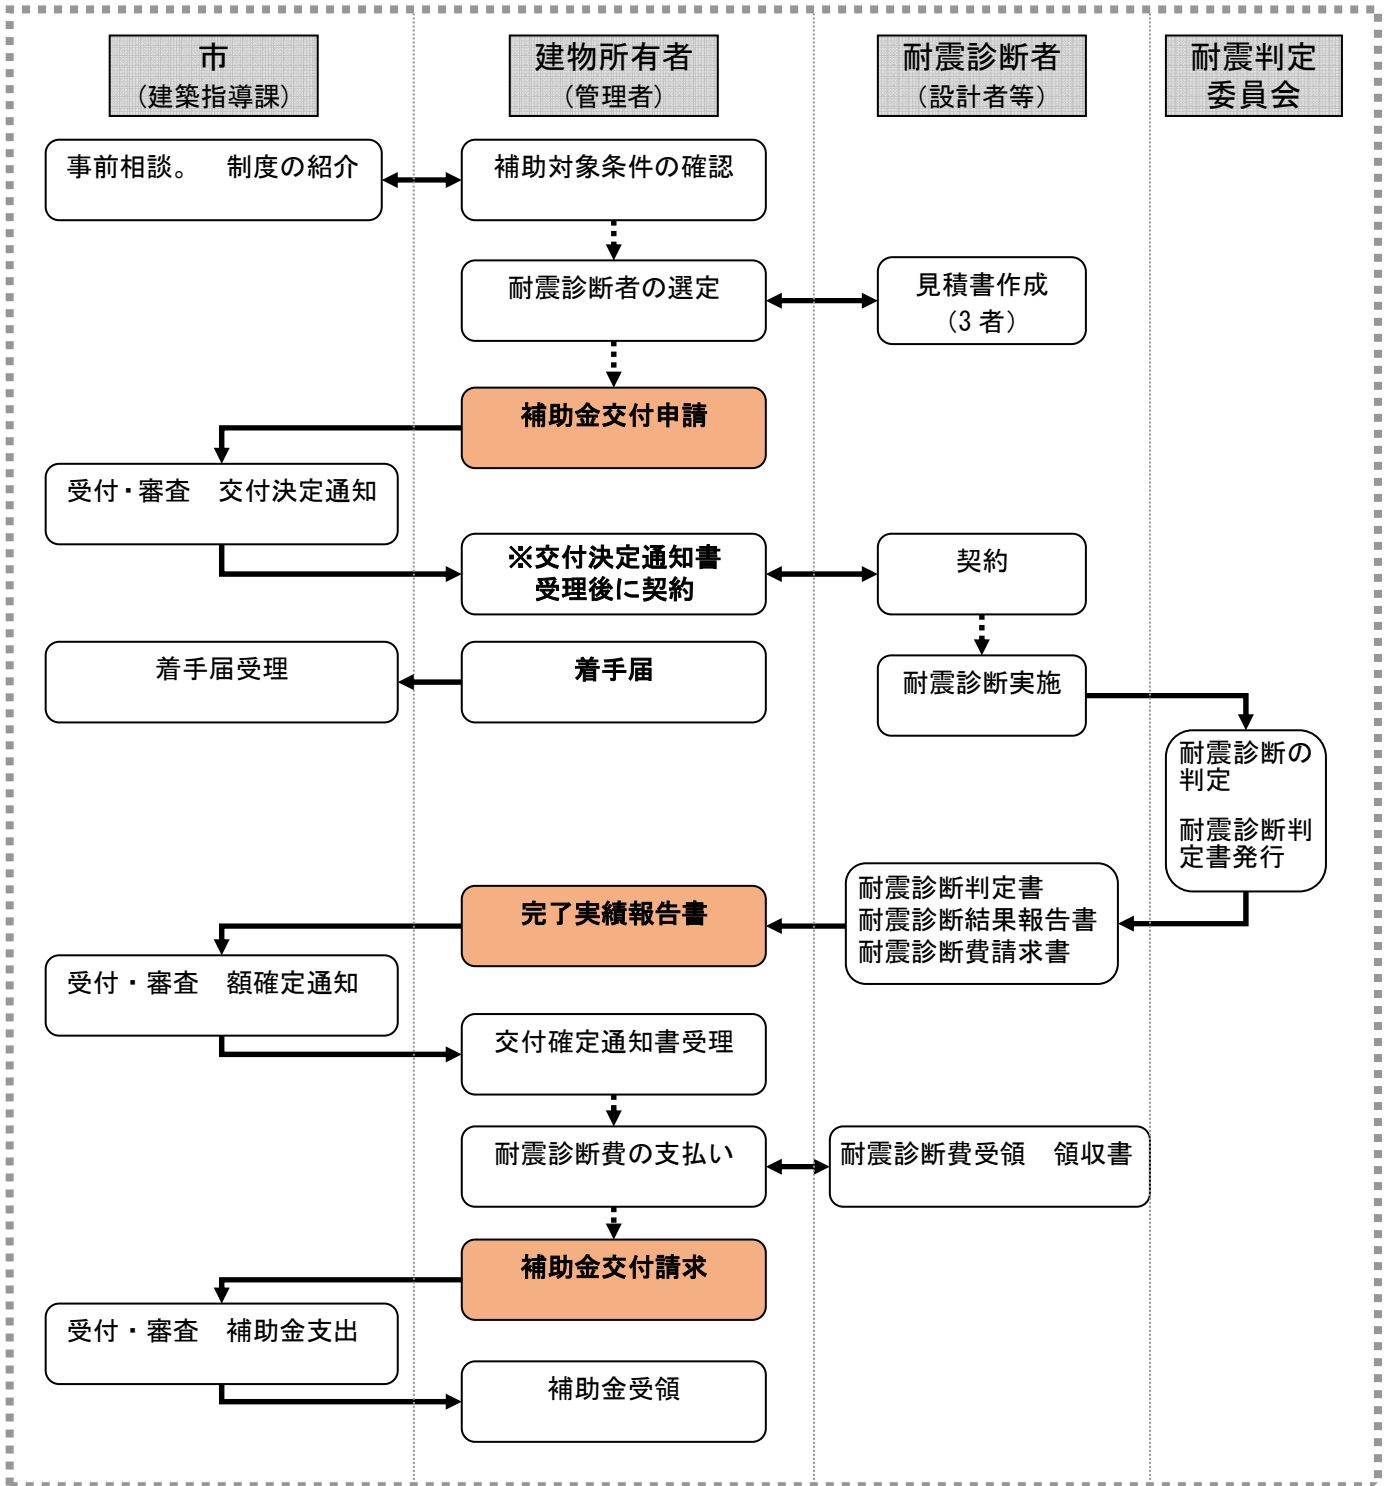 市
（建築指導課）
建物所有者
（管理者）
耐震診断者
（設計者等）
耐震判定
委員会
事前相談。　制度の紹介
補助対象条件の確認
耐震診断者の選定
見積書作成
（3 者）
補助金交付申請
受付・審査　交付決定通知
※交付決定通知書
受理後に契約
契約
着手届受理
着手届
耐震診断実施
耐震診断の
判定
耐震診断判
定書発行
耐震診断判定書
耐震診断結果報告書
耐震診断費請求書
完了実績報告書
受付・審査　額確定通知
交付確定通知書受理
耐震診断費の支払い
耐震診断費受領　領収書
補助金交付請求
受付・審査　補助金支出
補助金受領